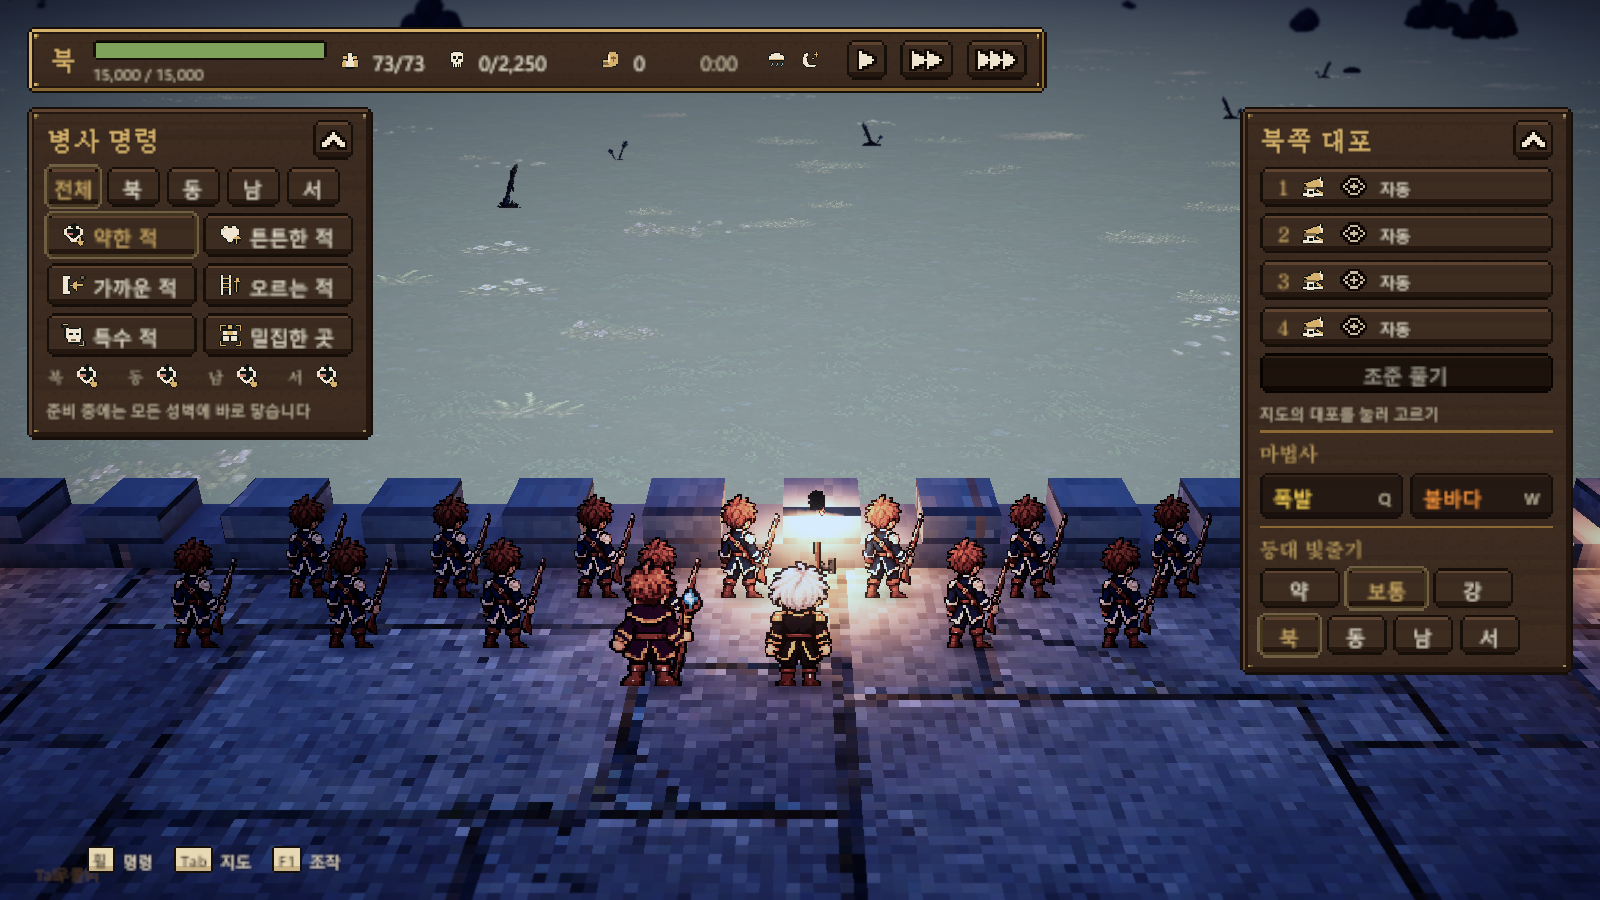 북 15,000 / 15,000 73/73 0/2,250 0 0:00
병사 명령
전체 북 동 남 서
약한 적 튼튼한 적
가까운 적 오르는 적
특수 적 밀집한 곳
북 동 남 서
준비 중에는 모든 성벽에 바로 닿습니다
북쪽 대포
1 자동
2 자동
3 자동
4 자동
조준 풀기
지도의 대포를 눌러 고르기
마법사
폭발 Q 불바다 W
등대 빛줄기
약 보통 강
북 동 남 서
휠 명령 Tab 지도 F1 조작